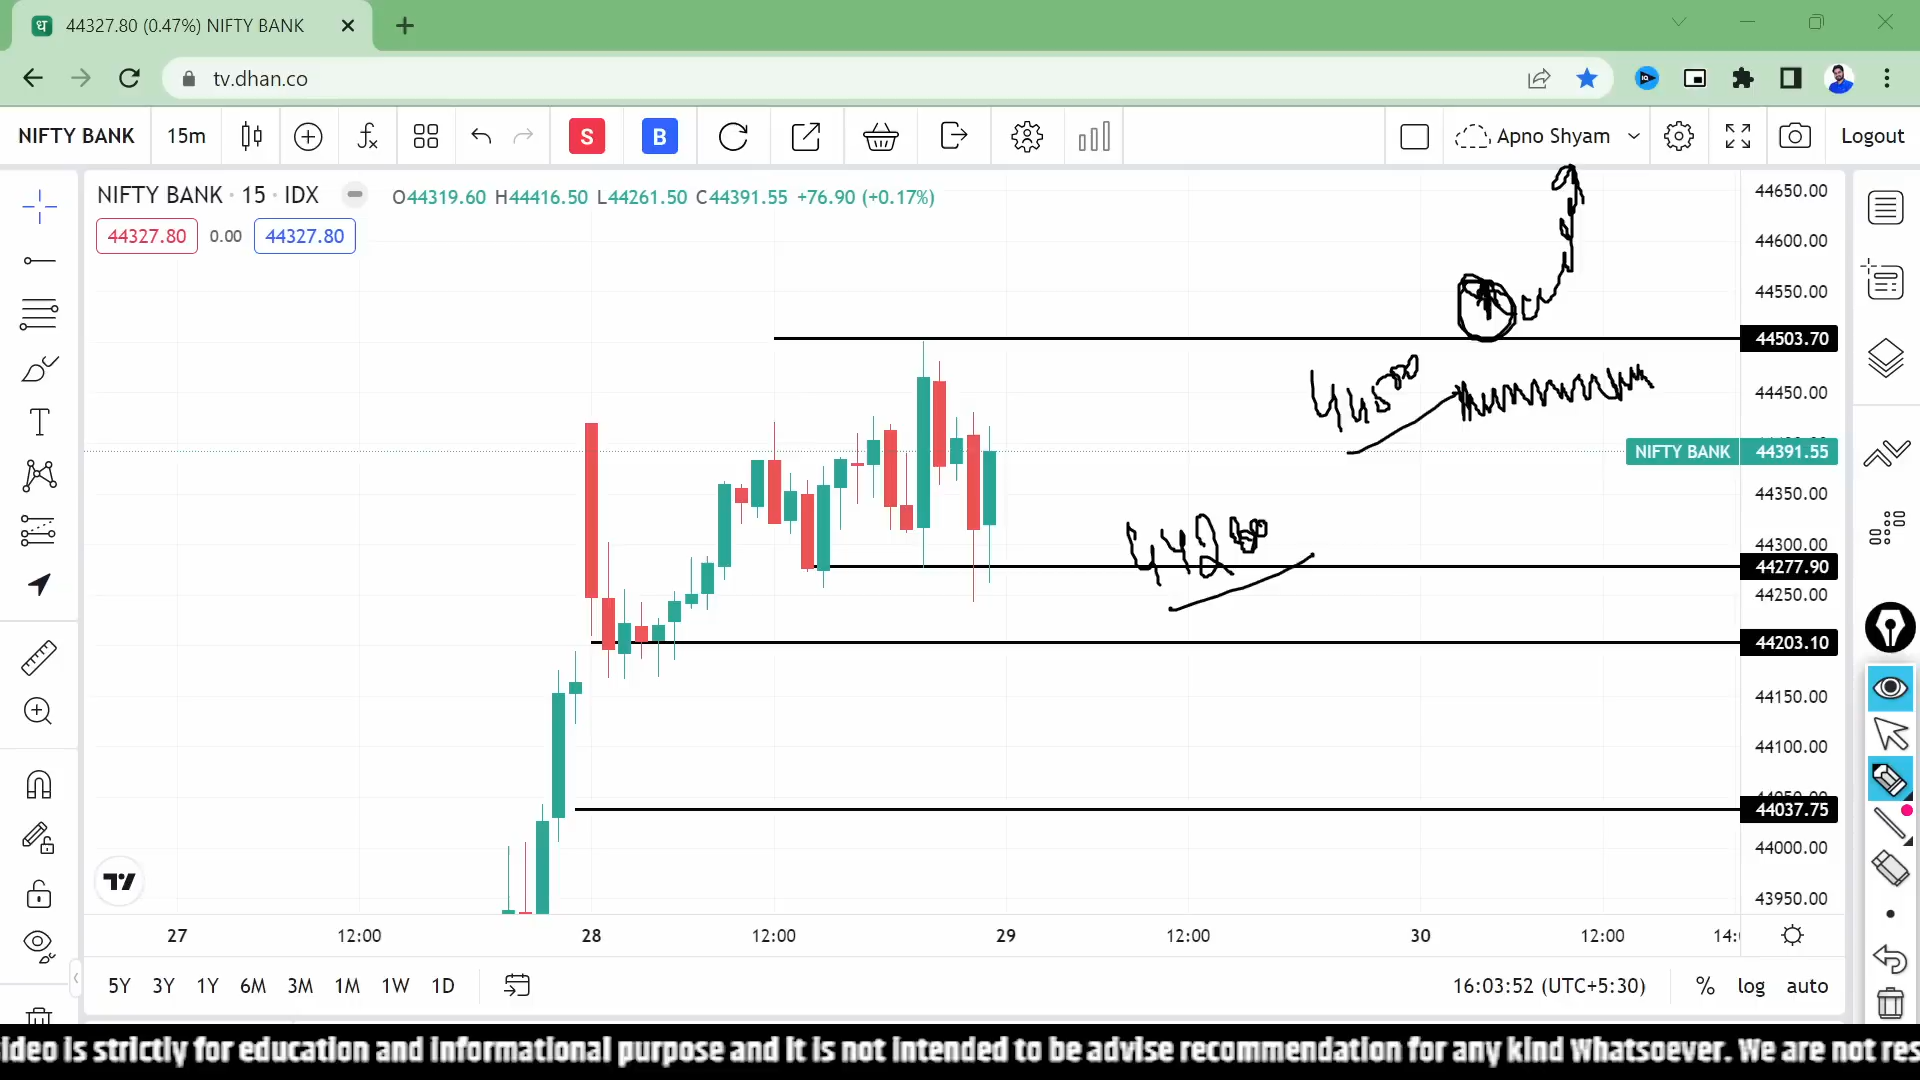 44327.80 (0.47%) NIFTY BANK
tv.dhan.co
NIFTY BANK 15m S B Apno Shyam Logout
NIFTY BANK · 15 · IDX O44319.60 H44416.50 L44261.50 C44391.55 +76.90 (+0.17%)
44327.80 0.00 44327.80
44650.00
44600.00
44550.00
44503.70
44500
44450.00
NIFTY BANK 44391.55
44350.00
44300.00
44277.90
44250.00
44203.10
44150.00
44100.00
44037.75
44000.00
43950.00
27 12:00 28 12:00 29 12:00 30 12:00 14:
5Y 3Y 1Y 6M 3M 1M 1W 1D 16:03:52 (UTC+5:30) % log auto
ideo is strictly for education and informational purpose and it is not intended to be advise recommendation for any kind Whatsoever. We are not res